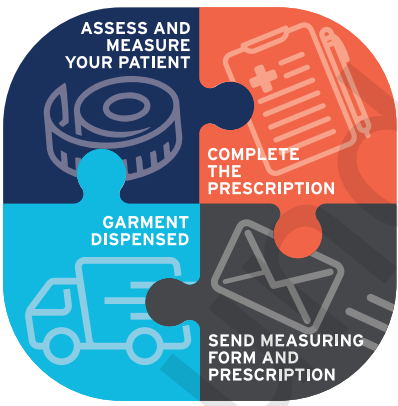 ASSESS AND
MEASURE
YOUR PATIENT
COMPLETE
THE
PRESCRIPTION
GARMENT
DISPENSED
SEND MEASURING
FORM AND
PRESCRIPTION